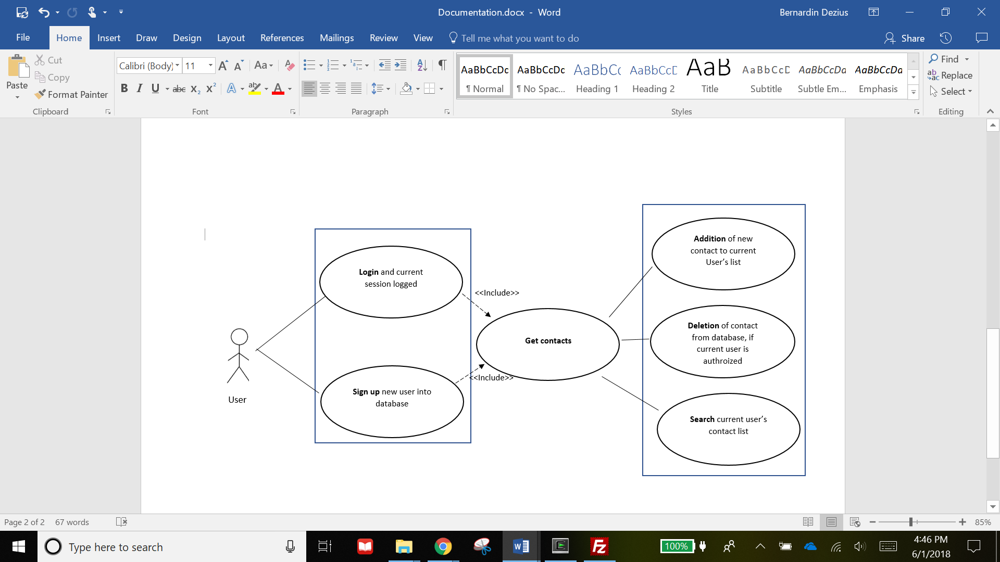 Documentation.docx - Word
Bernardin Dezius
File
Home
Insert
Draw
Design
Layout
References
Mailings
Review
View
Tell me what you want to do
Share
Paste
Cut
Copy
Format Painter
Clipboard
Calibri (Body)
11
Aa
B I U abc X₂ X² A A
Font
Paragraph
AaBbCcDc
¶ Normal
AaBbCcDc
¶ No Spac...
AaBbCc
Heading 1
AaBbCcD
Heading 2
AaB
Title
AaBbCcD
Subtitle
AaBbCcDa
Subtle Em...
AaBbCcDa
Emphasis
Styles
Find
Replace
Select
Editing
User
Login and current
session logged
Sign up new user into
database
<<Include>>
<<Include>>
Get contacts
Addition of new
contact to current
User's list
Deletion of contact
from database, if
current user is
authroized
Search current user's
contact list
Page 2 of 2
67 words
85%
Type here to search
100%
4:46 PM
6/1/2018